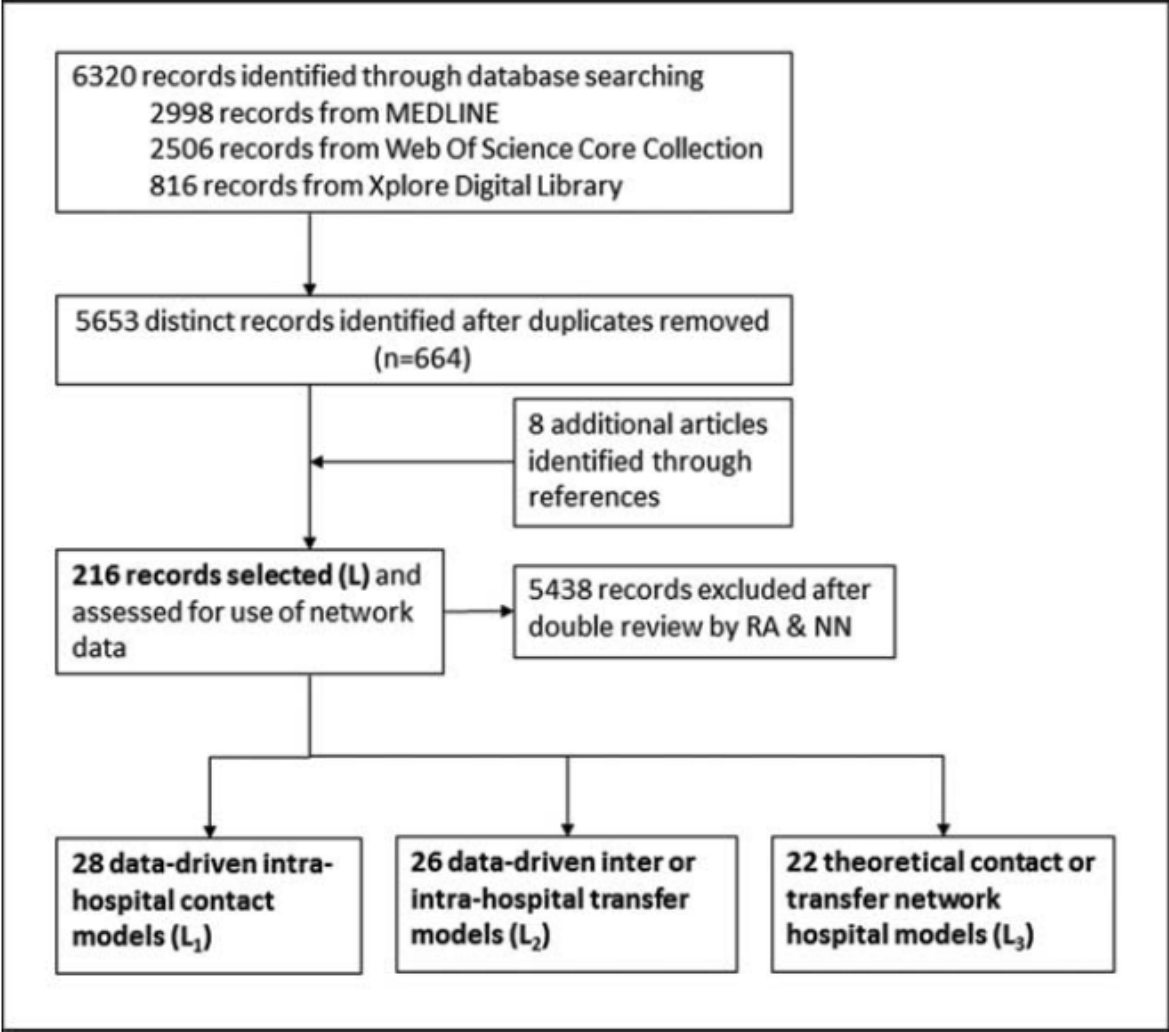 6320 records identified through database searching
2998 records from MEDLINE
2506 records from Web Of Science Core Collection
816 records from Xplore Digital Library
5653 distinct records identified after duplicates removed
(n=664)
8 additional articles
identified through
references
216 records selected (L) and
assessed for use of network
data
5438 records excluded after
double review by RA & NN
28 data-driven intra-
hospital contact
models (L₁)
26 data-driven inter or
intra-hospital transfer
models (L₂)
22 theoretical contact or
transfer network
hospital models (L₃)